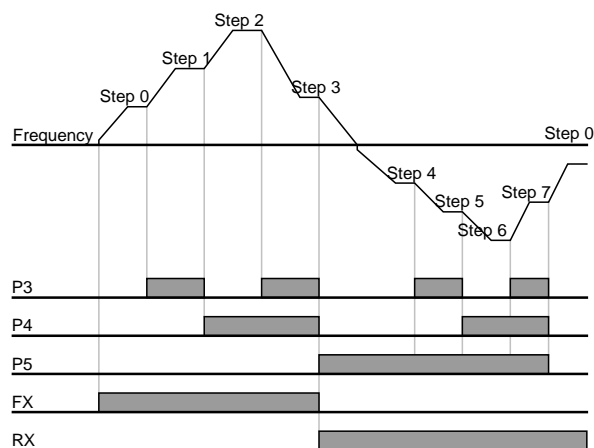 Step 2
Step 1
Step 0
Step 3
Frequency
Step 0
Step 4
Step 5
Step 7
Step 6
P3
P4
P5
FX
RX